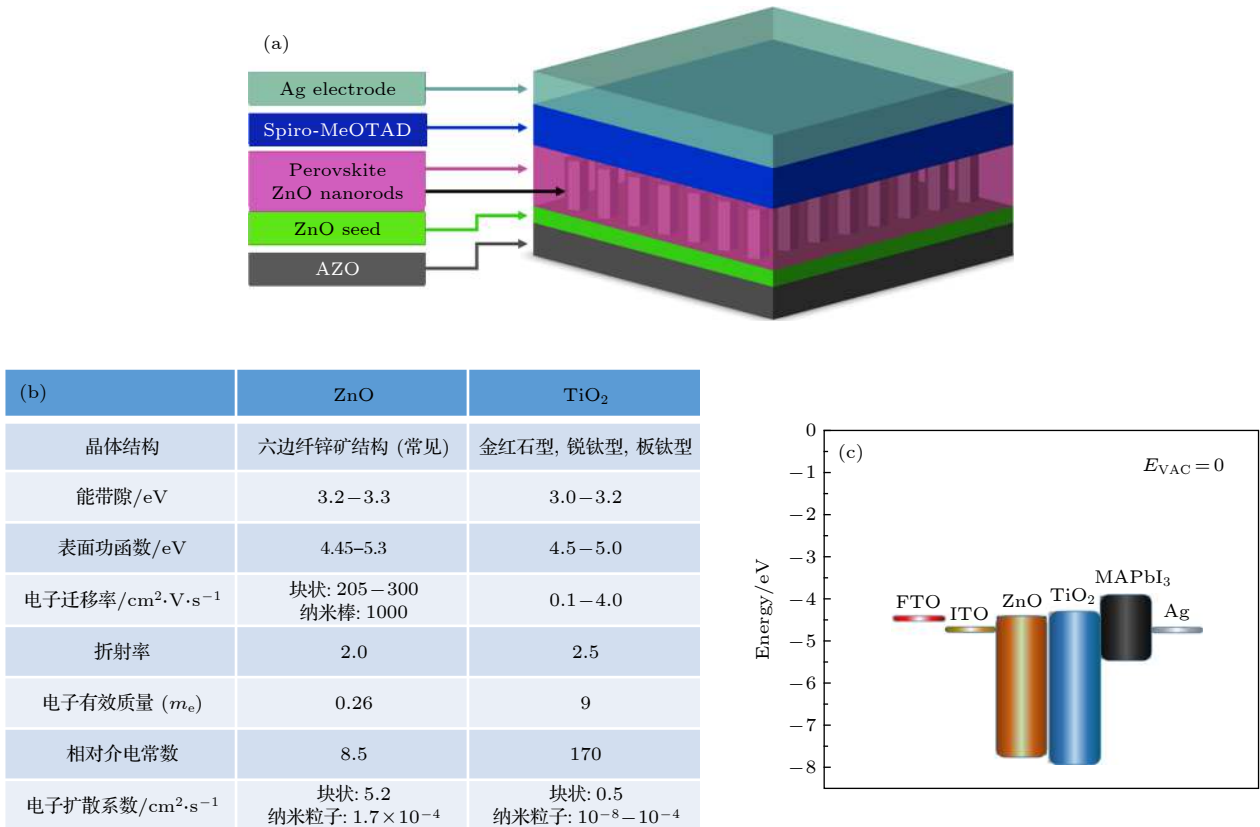 (a)
Ag electrode
Spiro-MeOTAD
Perovskite
ZnO nanorods
ZnO seed
AZO
(b) ZnO TiO₂
晶体结构 六边纤锌矿结构 (常见) 金红石型, 锐钛型, 板钛型
能带隙/eV 3.2−3.3 3.0−3.2
表面功函数/eV 4.45–5.3 4.5−5.0
电子迁移率/cm²·V·s⁻¹ 块状: 205−300 0.1−4.0
纳米棒: 1000
折射率 2.0 2.5
电子有效质量 (mₑ) 0.26 9
相对介电常数 8.5 170
电子扩散系数/cm²·s⁻¹ 块状: 5.2 块状: 0.5
纳米粒子: 1.7×10⁻⁴ 纳米粒子: 10⁻⁸−10⁻⁴
(c)
E_VAC = 0
0
−1
−2
−3
−4
−5
−6
−7
−8
Energy/eV
FTO
ITO
ZnO
TiO₂
MAPbI₃
Ag